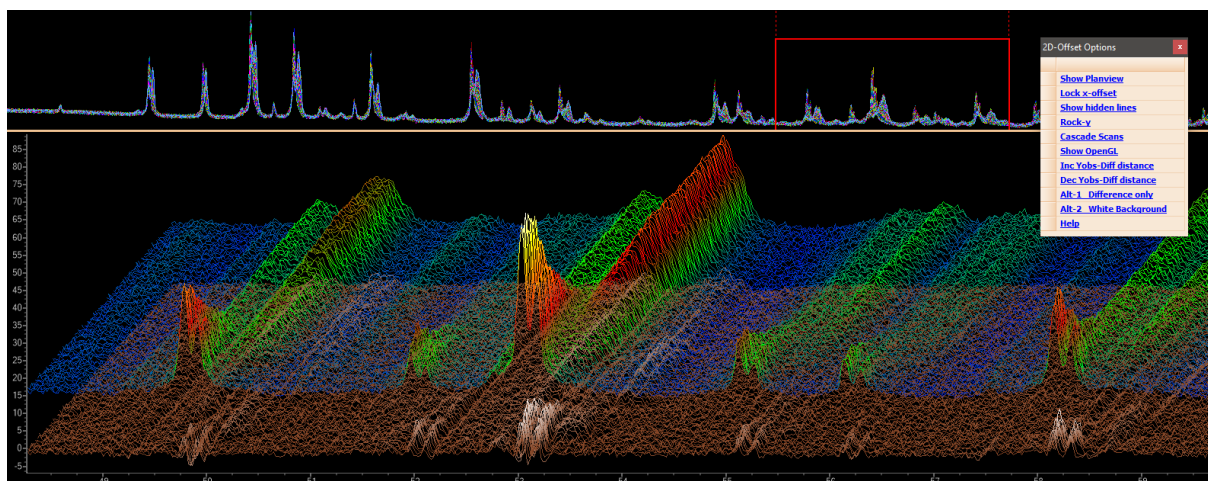 2D-Offset Options x
Show Planview
Lock x-offset
Show hidden lines
Rock-y
Cascade Scans
Show OpenGL
Inc Yobs-Diff distance
Dec Yobs-Diff distance
Alt-1 Difference only
Alt-2 White Background
Help
85
80
75
70
65
60
55
50
45
40
35
30
25
20
15
10
5
0
-5
49 50 51 52 53 54 55 56 57 58 59